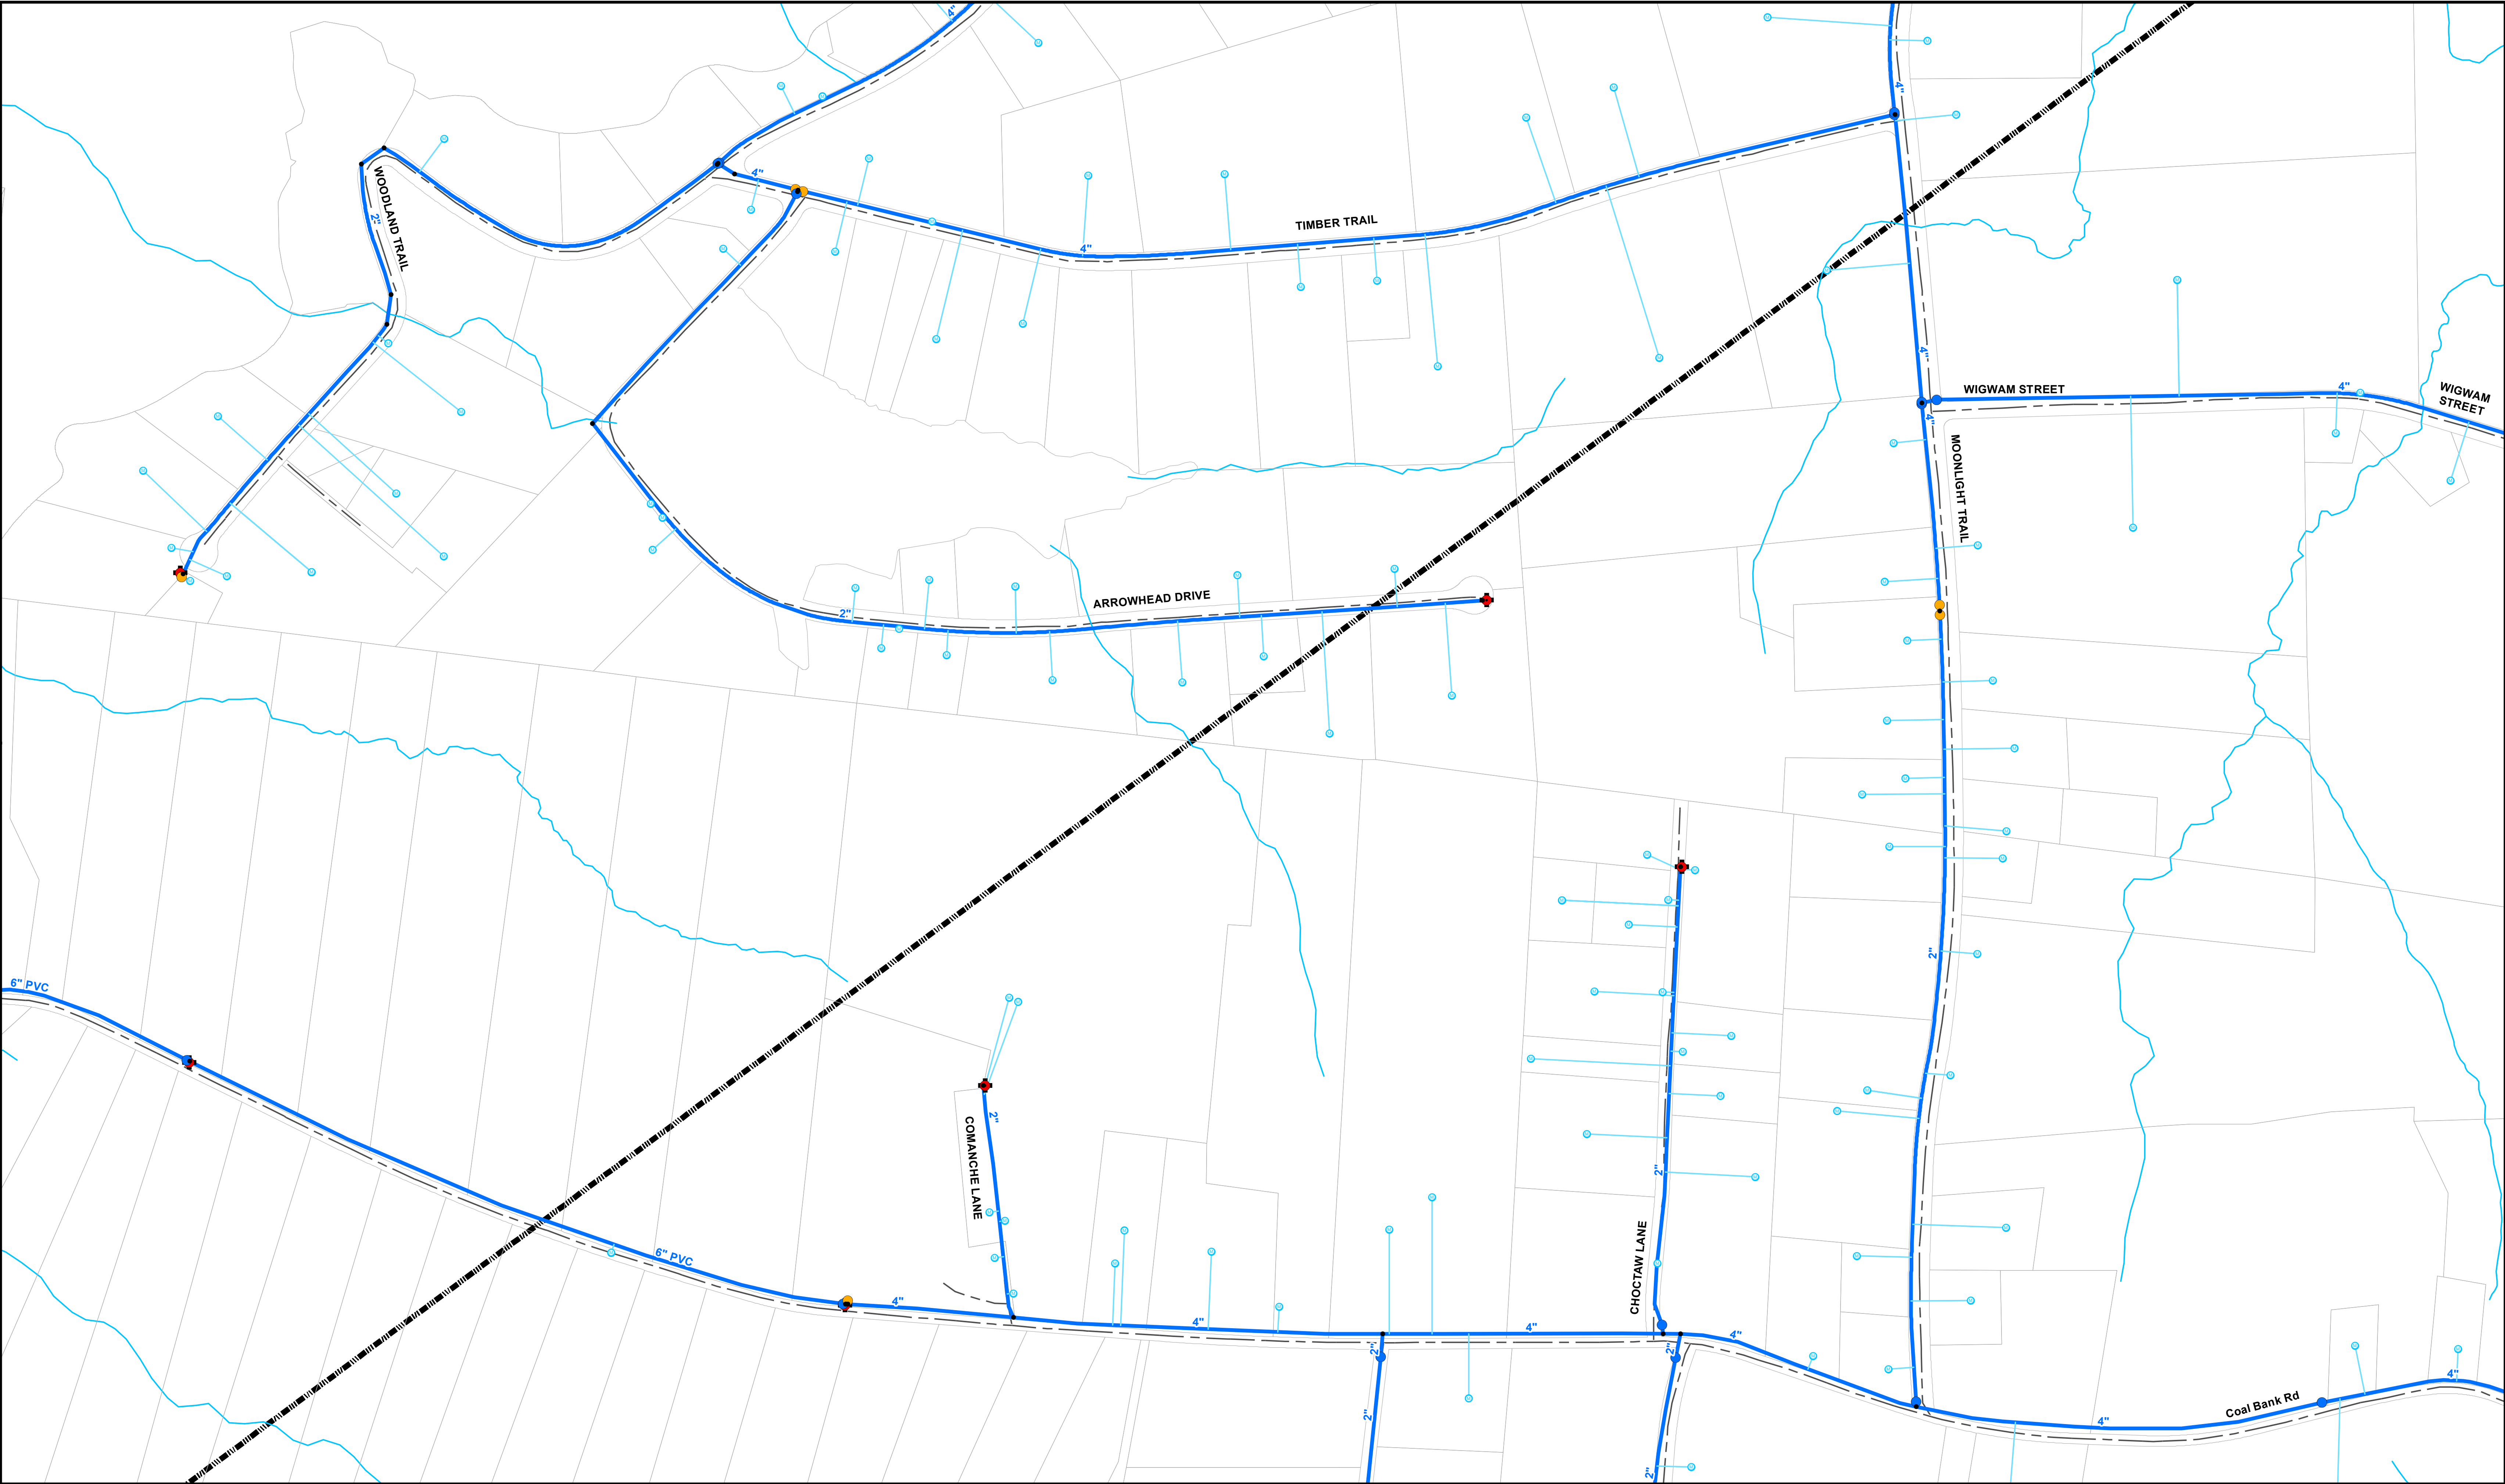 4"
4"
WOODLAND TRAIL
2"
4"
TIMBER TRAIL
4"
4"
WIGWAM STREET
4"
WIGWAM
STREET
4"
MOONLIGHT TRAIL
ARROWHEAD DRIVE
2"
2"
6" PVC
COMANCHE LANE
2"
2"
CHOCTAW LANE
6" PVC
4"
4"
4"
4"
2"
2"
4"
Coal Bank Rd
4"
2"
2"